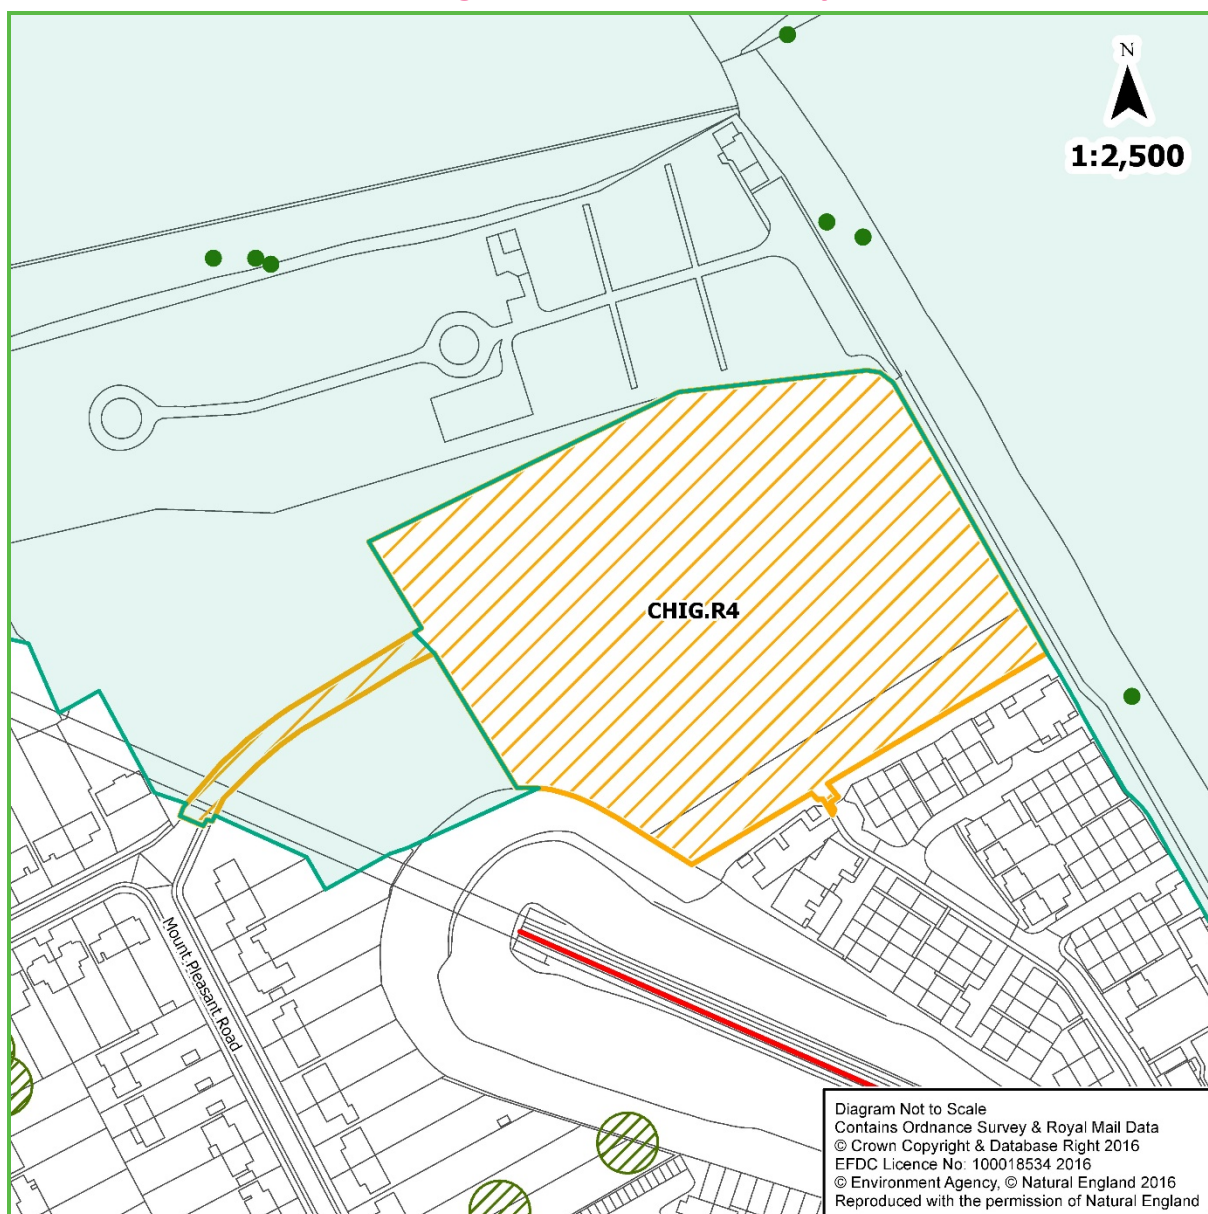 N
1:2,500
CHIG.R4
Mount Pleasant Road
Diagram Not to Scale
Contains Ordnance Survey & Royal Mail Data
© Crown Copyright & Database Right 2016
EFDC Licence No: 100018534 2016
© Environment Agency, © Natural England 2016
Reproduced with the permission of Natural England